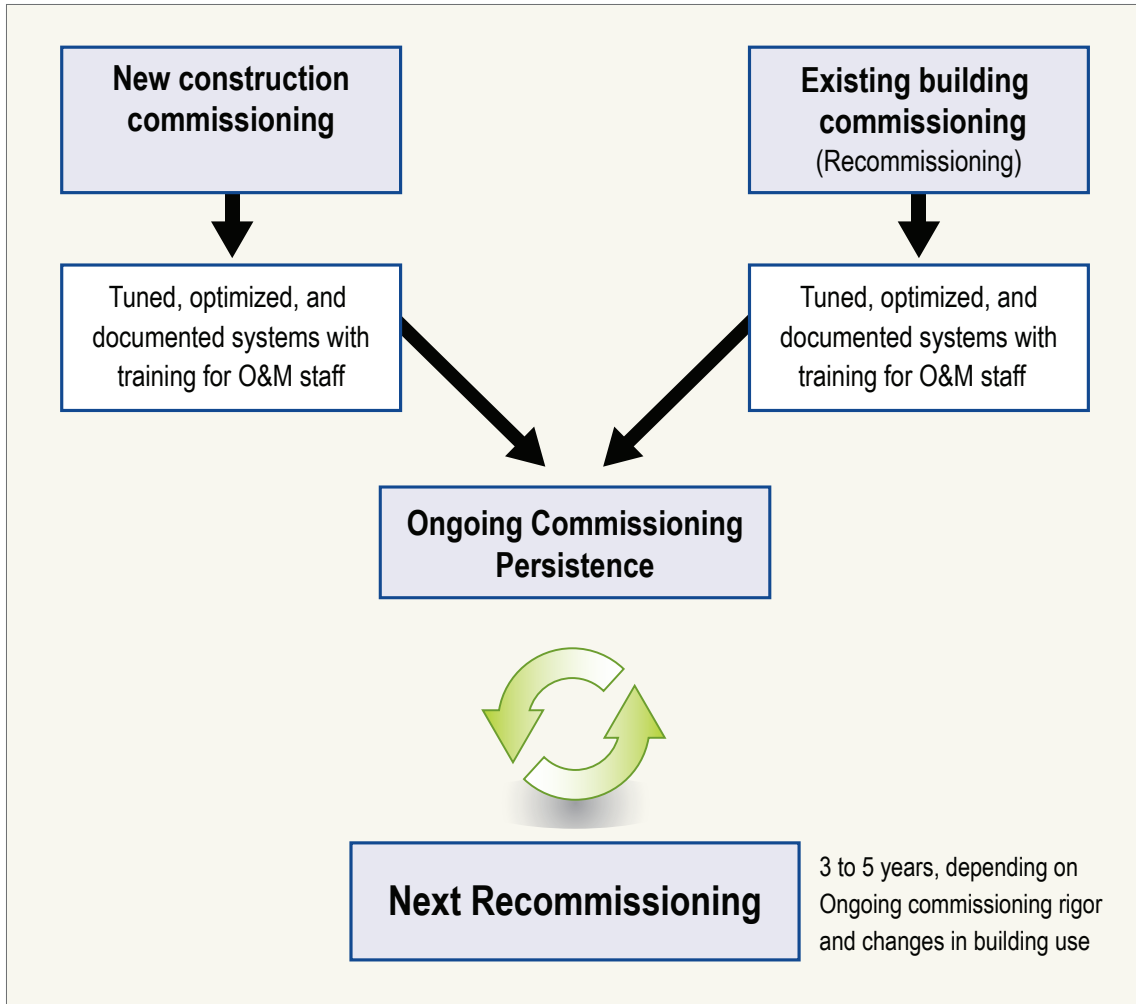 New construction
commissioning
Existing building
commissioning
(Recommissioning)
Tuned, optimized, and
documented systems with
training for O&M staff
Tuned, optimized, and
documented systems with
training for O&M staff
Ongoing Commissioning
Persistence
Next Recommissioning
3 to 5 years, depending on
Ongoing commissioning rigor
and changes in building use